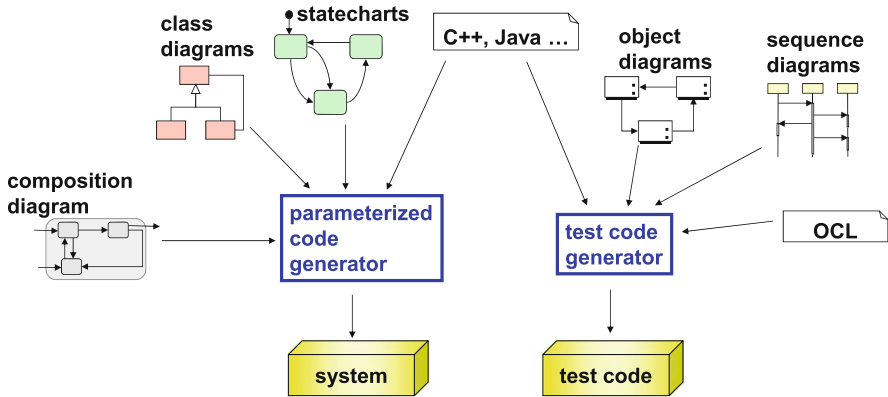 class
diagrams
statecharts
C++, Java ...
object
diagrams
sequence
diagrams
composition
diagram
parameterized
code
generator
test code
generator
OCL
system
test code